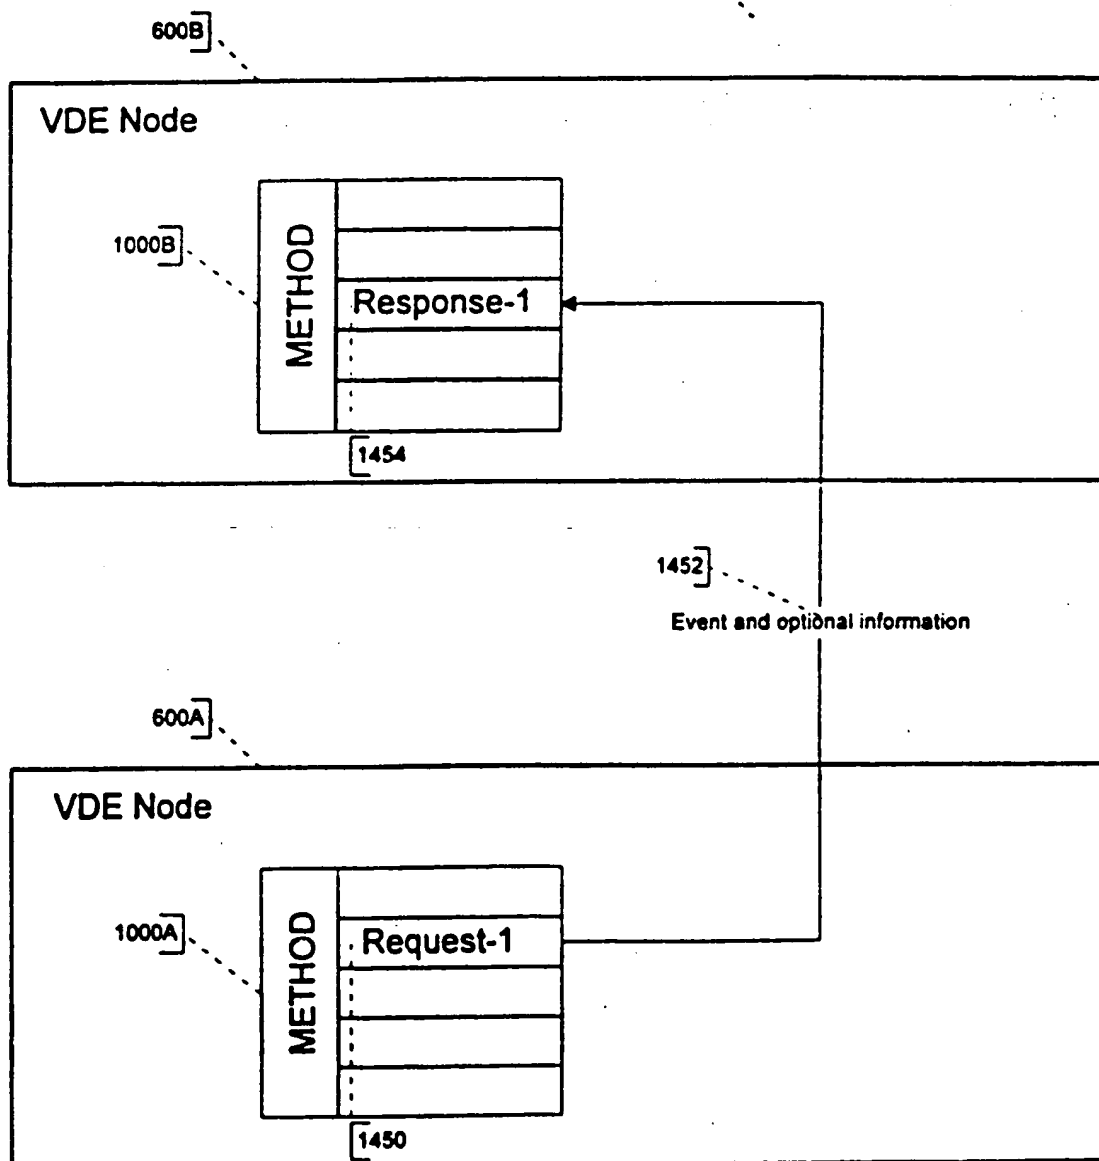 600B
VDE Node
1000B
METHOD
Response-1
1454
1452
Event and optional information
600A
VDE Node
1000A
METHOD
Request-1
1450